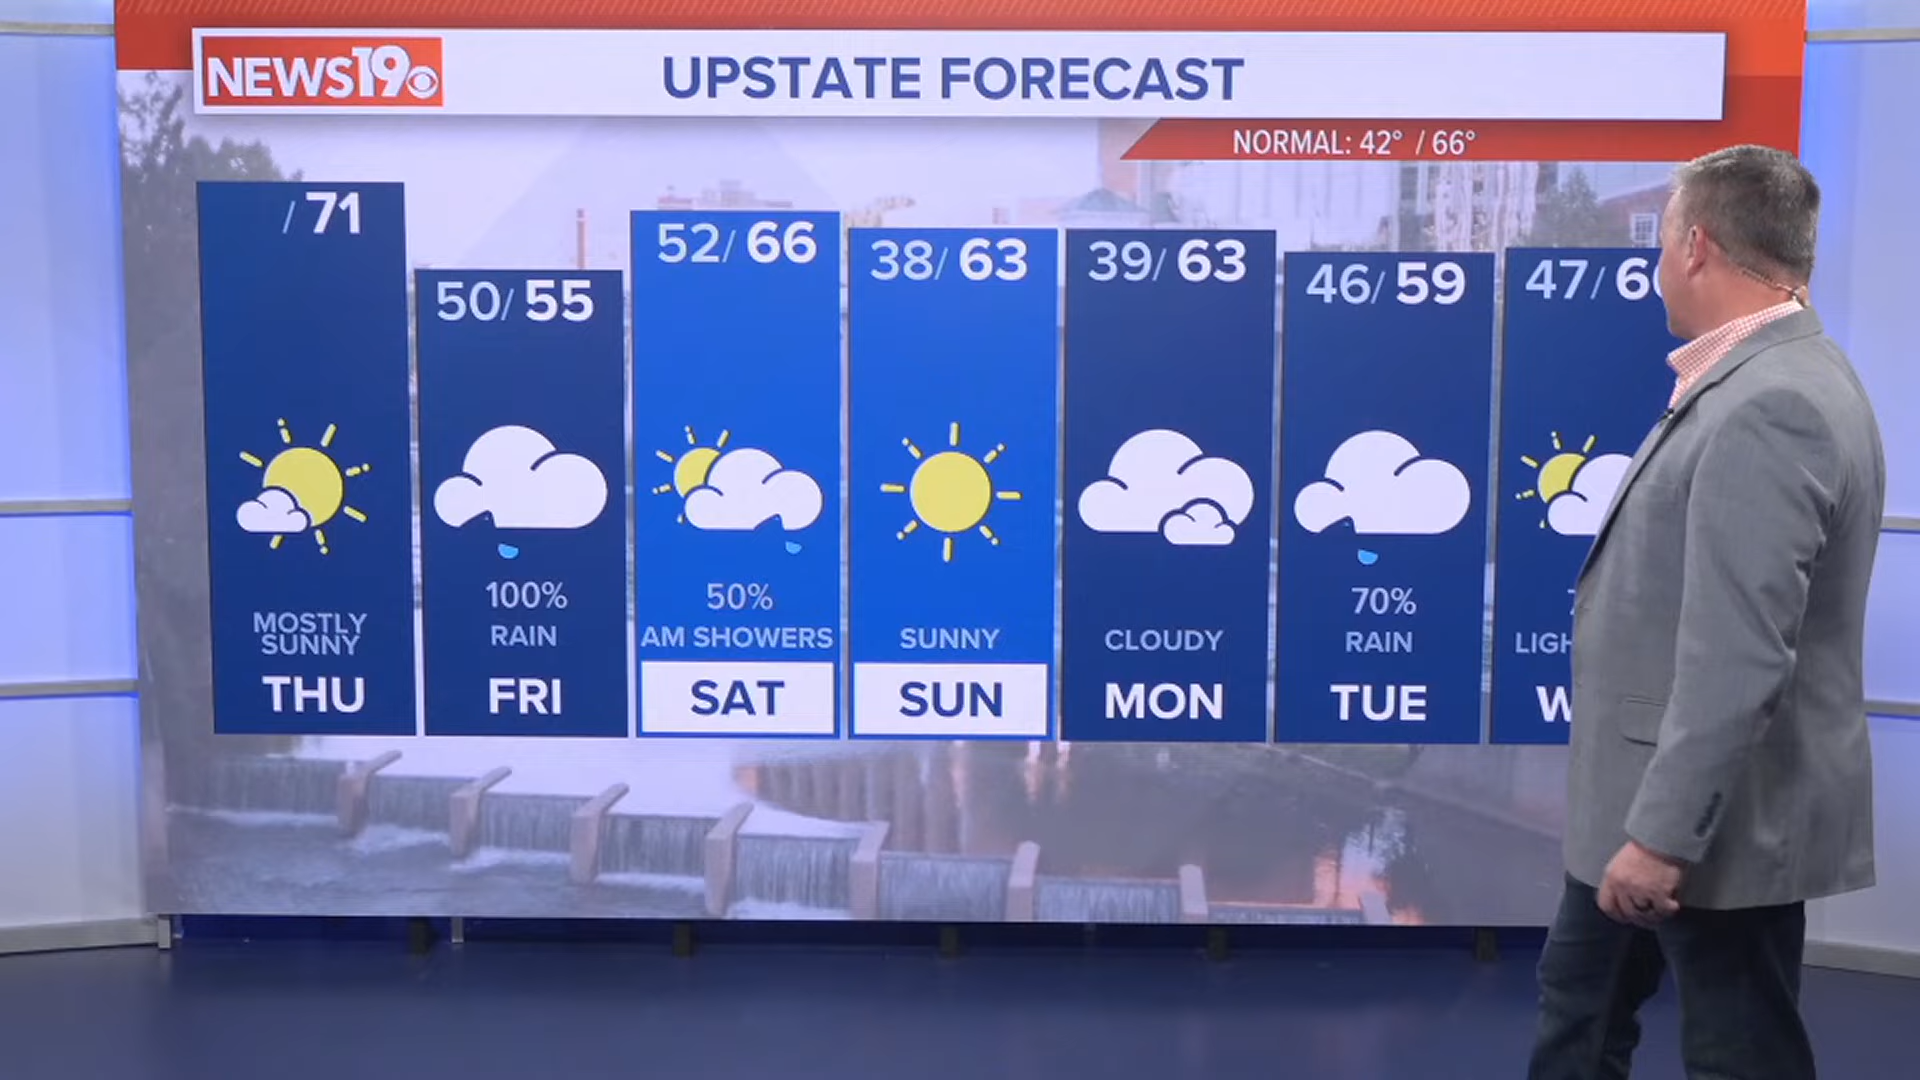 NEWS19
UPSTATE FORECAST
NORMAL: 42° / 66°
/ 71
MOSTLY
SUNNY
THU
50/ 55
100%
RAIN
FRI
52/ 66
50%
AM SHOWERS
SAT
38/ 63
SUNNY
SUN
39/ 63
CLOUDY
MON
46/ 59
70%
RAIN
TUE
47/